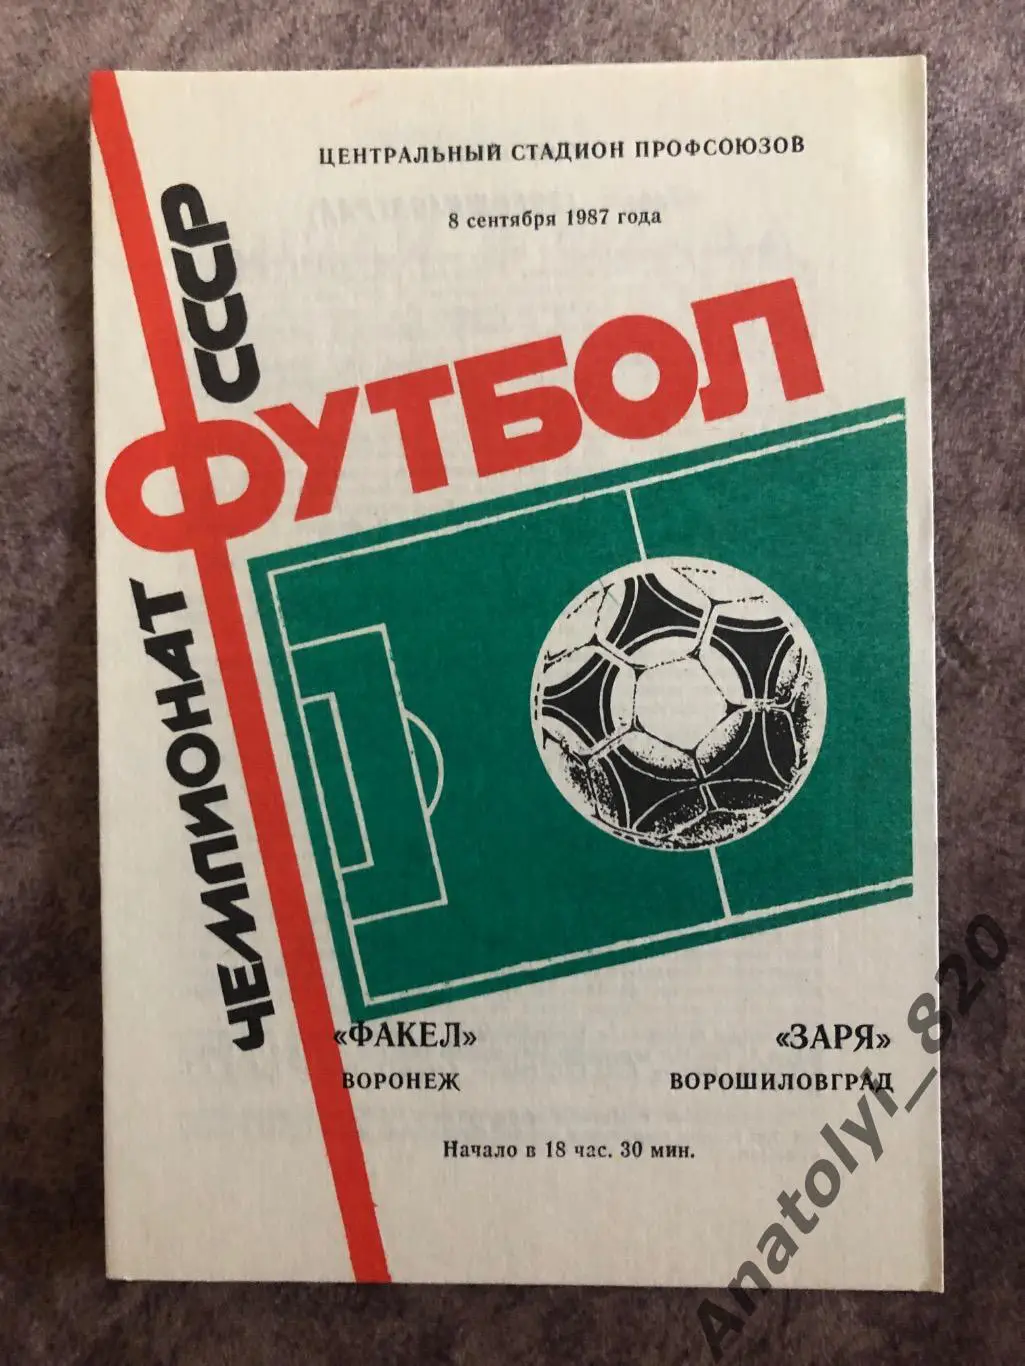 ЦЕНТРАЛЬНЫЙ СТАДИОН ПРОФСОЮЗОВ
8 сентября 1987 года
ЧЕМПИОНАТ СССР
ФУТБОЛ
«ФАКЕЛ»
ВОРОНЕЖ
«ЗАРЯ»
ВОРОШИЛОВГРАД
Начало в 18 час. 30 мин.
Anatolyi_820